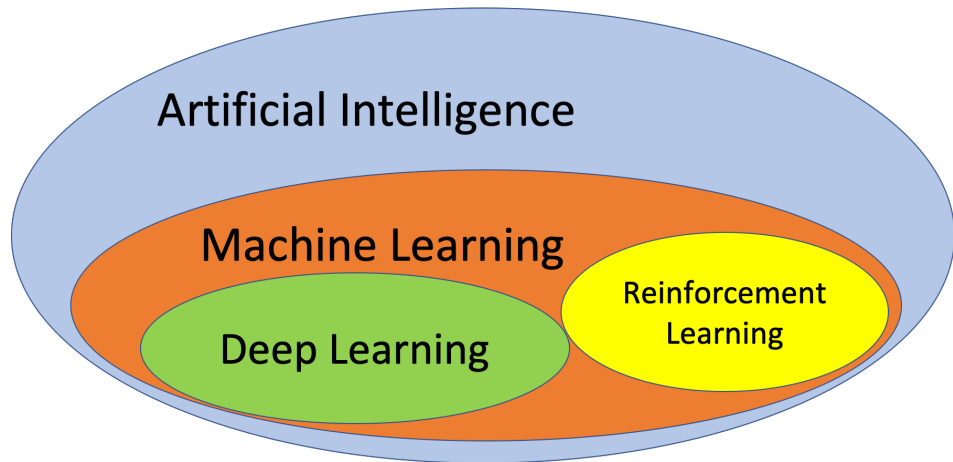 Artificial Intelligence
Machine Learning
Reinforcement
Learning
Deep Learning